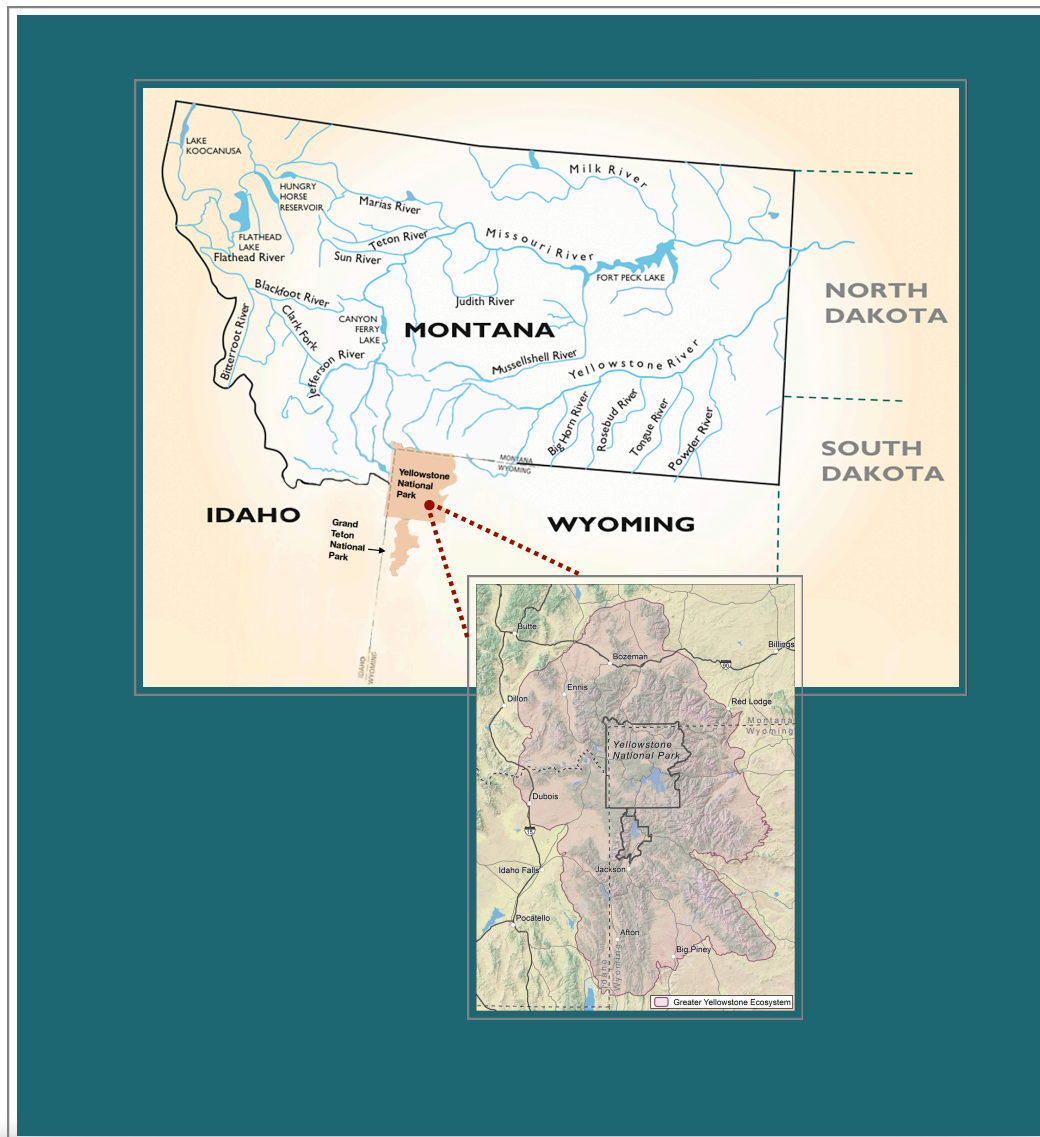 LAKE
KOOCANUSA
HUNGRY
HORSE
RESERVOIR
Milk River
Marias River
FLATHEAD
LAKE
Flathead River
Teton River
Sun River
Missouri River
FORT PECK LAKE
NORTH
DAKOTA
Blackfoot River
Judith River
Bitterroot River
Clark Fork
CANYON
FERRY
LAKE
MONTANA
Jefferson River
Mussellshell River
Yellowstone River
Big Horn River
Rosebud River
Tongue River
Powder River
SOUTH
DAKOTA
MONTANA
WYOMING
Yellowstone
National
Park
IDAHO
WYOMING
Grand
Teton
National
Park
IDAHO
WYOMING
Butte
Billings
Bozeman
90
Ennis
Dillon
Red Lodge
Montana
Wyoming
Yellowstone
National Park
Dubois
15
Idaho Falls
Jackson
Pocatello
Afton
Big Piney
Idaho
Wyoming
Greater Yellowstone Ecosystem